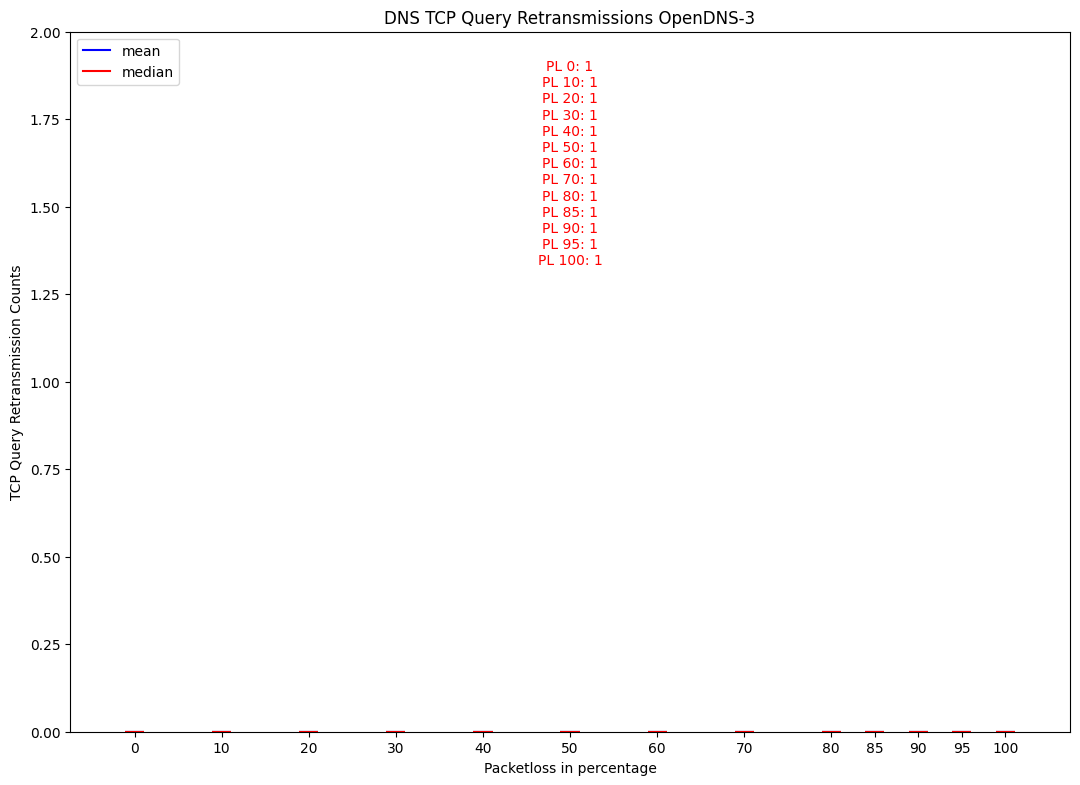 DNS TCP Query Retransmissions OpenDNS-3
mean
median
PL 0: 1
PL 10: 1
PL 20: 1
PL 30: 1
PL 40: 1
PL 50: 1
PL 60: 1
PL 70: 1
PL 80: 1
PL 85: 1
PL 90: 1
PL 95: 1
PL 100: 1
TCP Query Retransmission Counts
2.00
1.75
1.50
1.25
1.00
0.75
0.50
0.25
0.00
0 10 20 30 40 50 60 70 80 85 90 95 100
Packetloss in percentage